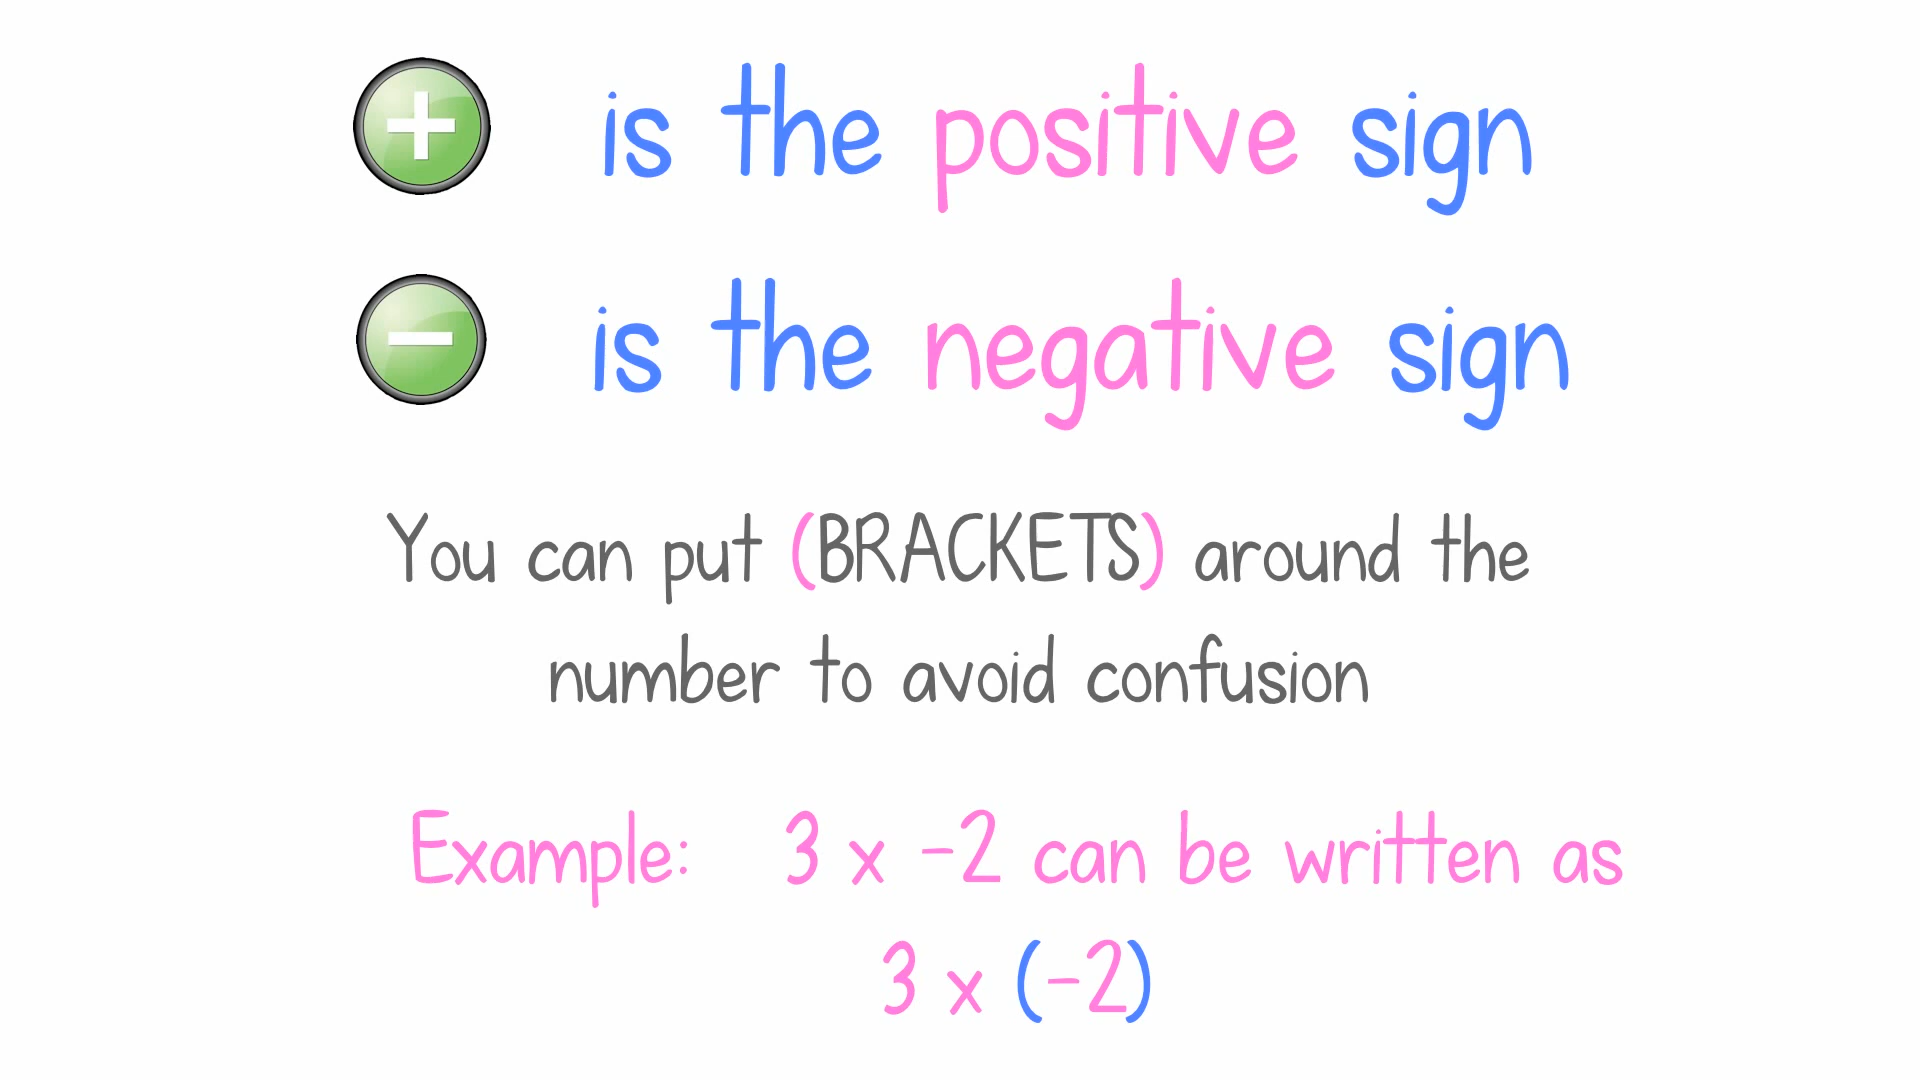 + is the positive sign
− is the negative sign
You can put (BRACKETS) around the
number to avoid confusion
Example: 3 x -2 can be written as
3 x (-2)